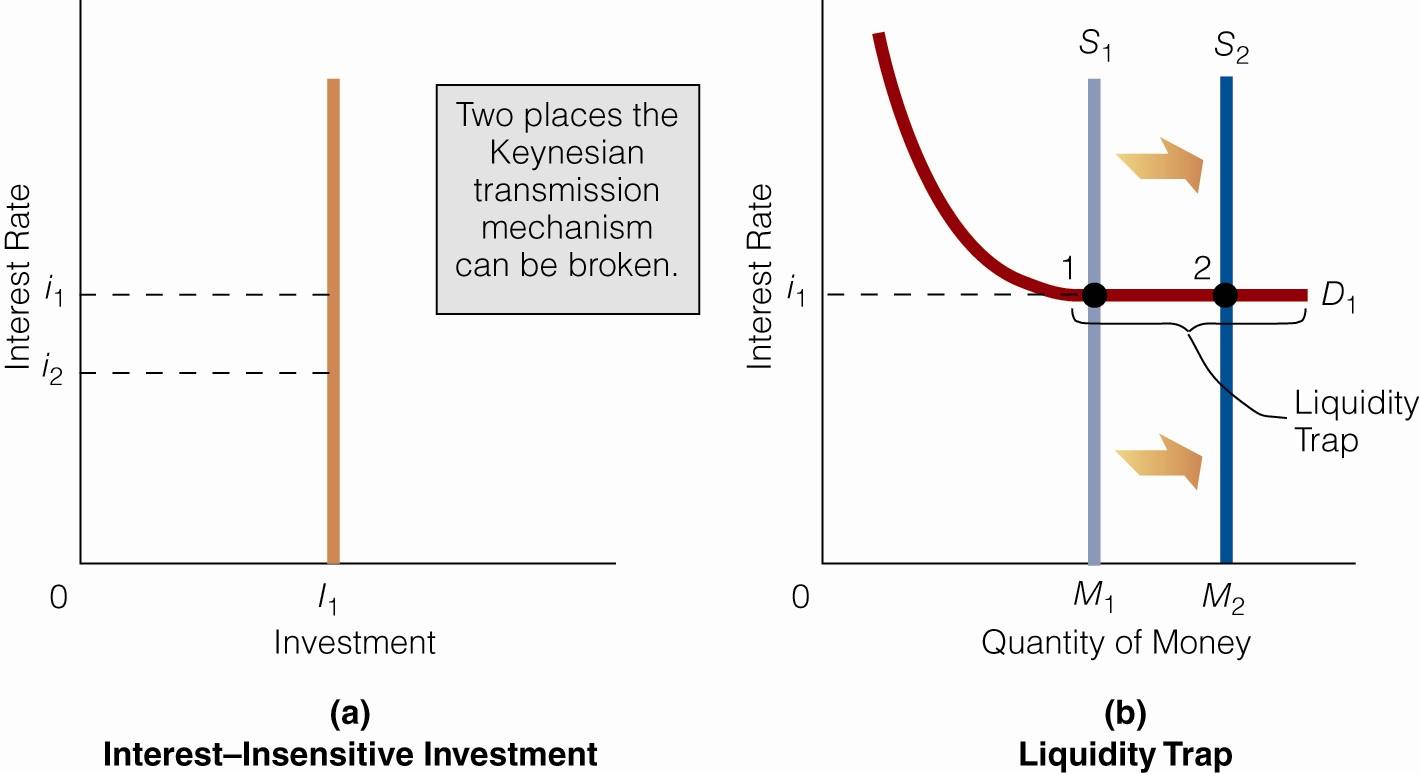 Interest Rate
i1
i2
0
I1
Investment
(a)
Interest–Insensitive Investment
Two places the
Keynesian
transmission
mechanism
can be broken.
Interest Rate
S1
S2
1
2
i1
D1
Liquidity
Trap
0
M1
M2
Quantity of Money
(b)
Liquidity Trap